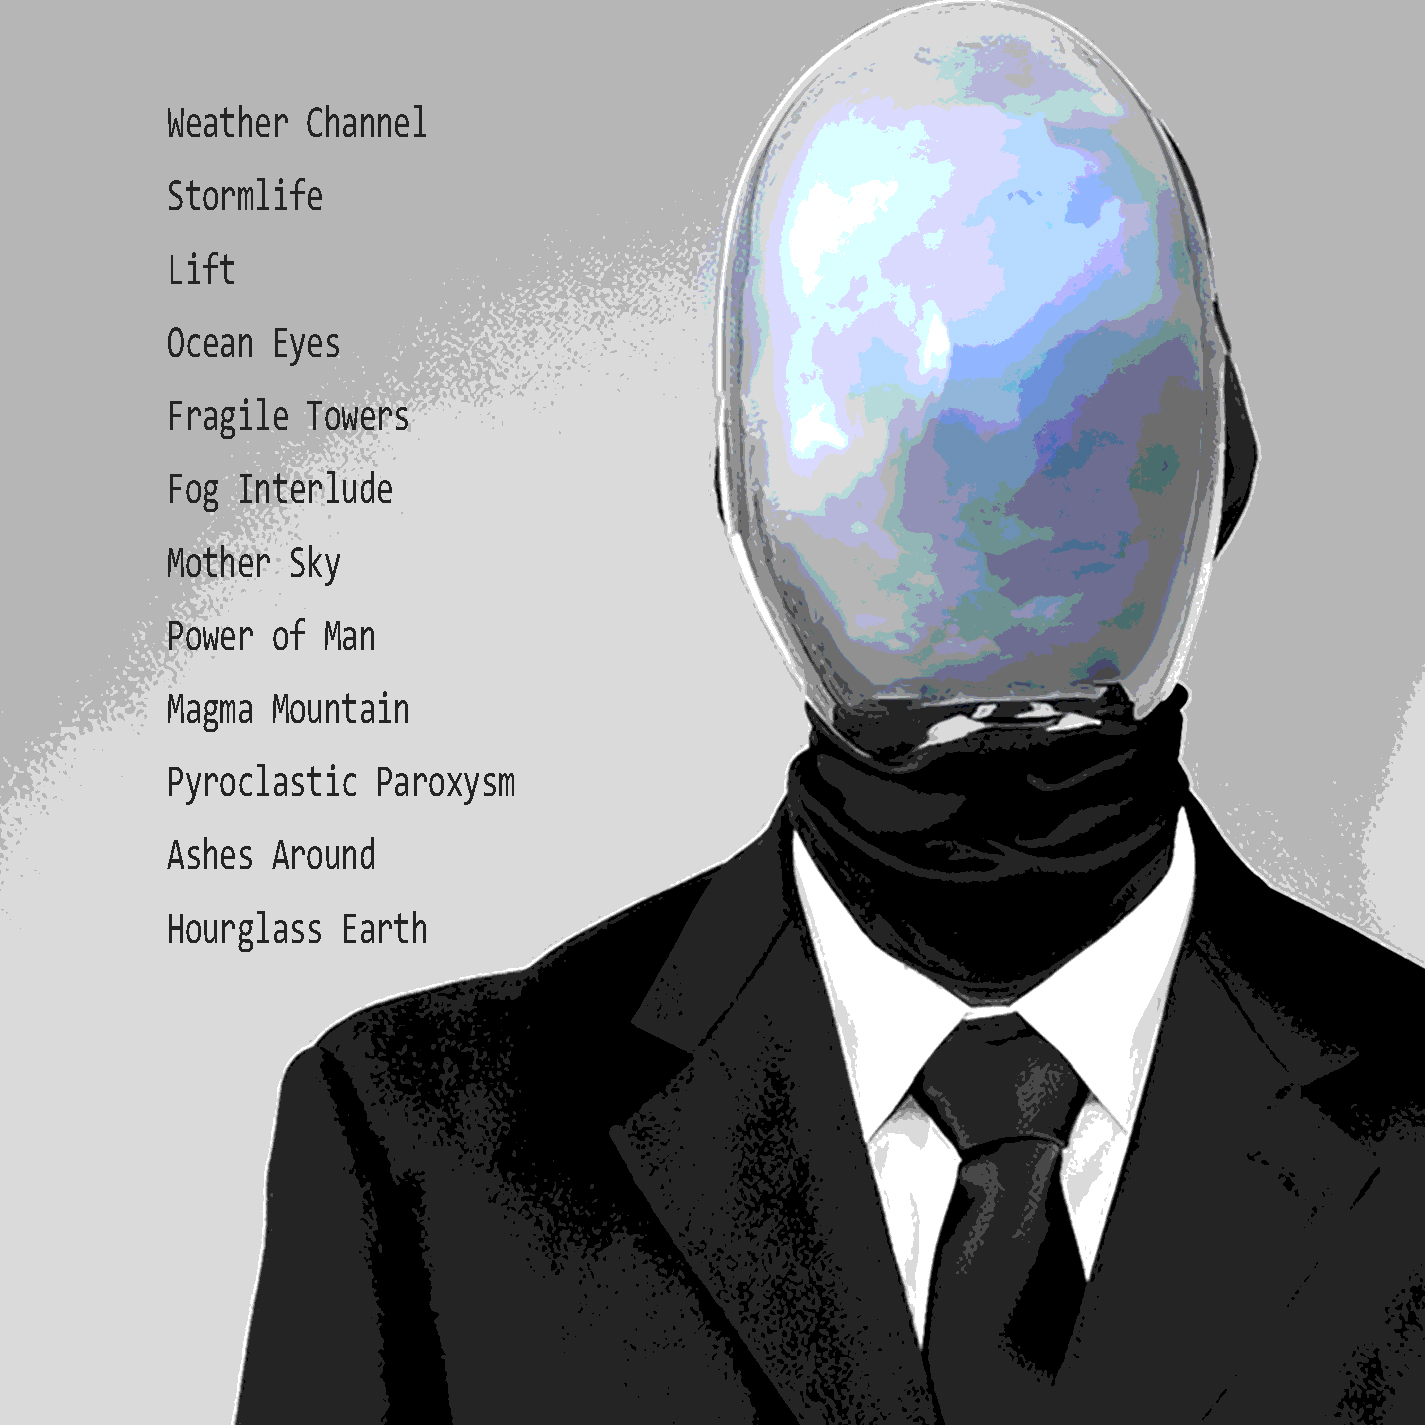 Weather Channel
Stormlife
Lift
Ocean Eyes
Fragile Towers
Fog Interlude
Mother Sky
Power of Man
Magma Mountain
Pyroclastic Paroxysm
Ashes Around
Hourglass Earth